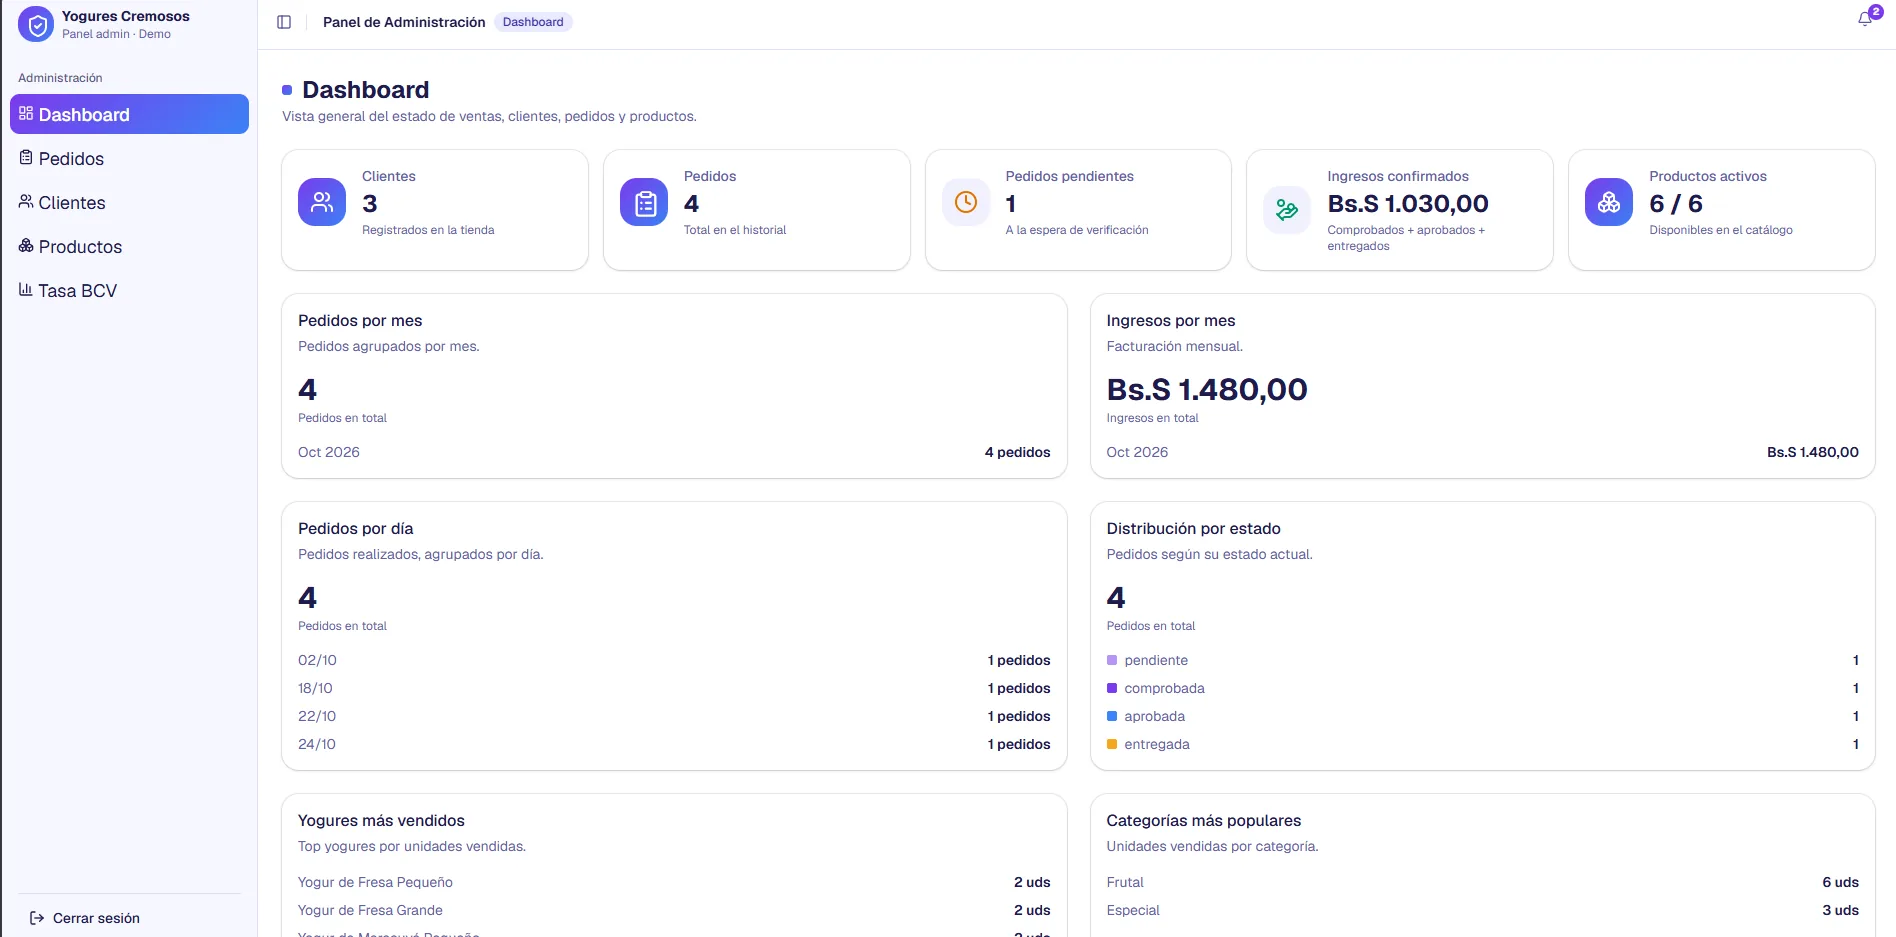 Yogures Cremosos
Panel admin · Demo
Administración
Dashboard
Pedidos
Clientes
Productos
Tasa BCV
Cerrar sesión
Panel de Administración
Dashboard
2
Dashboard
Vista general del estado de ventas, clientes, pedidos y productos.
Clientes
3
Registrados en la tienda
Pedidos
4
Total en el historial
Pedidos pendientes
1
A la espera de verificación
Ingresos confirmados
Bs.S 1.030,00
Comprobados + aprobados +
entregados
Productos activos
6 / 6
Disponibles en el catálogo
Pedidos por mes
Pedidos agrupados por mes.
4
Pedidos en total
Oct 2026 4 pedidos
Ingresos por mes
Facturación mensual.
Bs.S 1.480,00
Ingresos en total
Oct 2026 Bs.S 1.480,00
Pedidos por día
Pedidos realizados, agrupados por día.
4
Pedidos en total
02/10 1 pedidos
18/10 1 pedidos
22/10 1 pedidos
24/10 1 pedidos
Distribución por estado
Pedidos según su estado actual.
4
Pedidos en total
pendiente 1
comprobada 1
aprobada 1
entregada 1
Yogures más vendidos
Top yogures por unidades vendidas.
Yogur de Fresa Pequeño 2 uds
Yogur de Fresa Grande 2 uds
Yogur de Maracuyá Pequeño 2 uds
Categorías más populares
Unidades vendidas por categoría.
Frutal 6 uds
Especial 3 uds